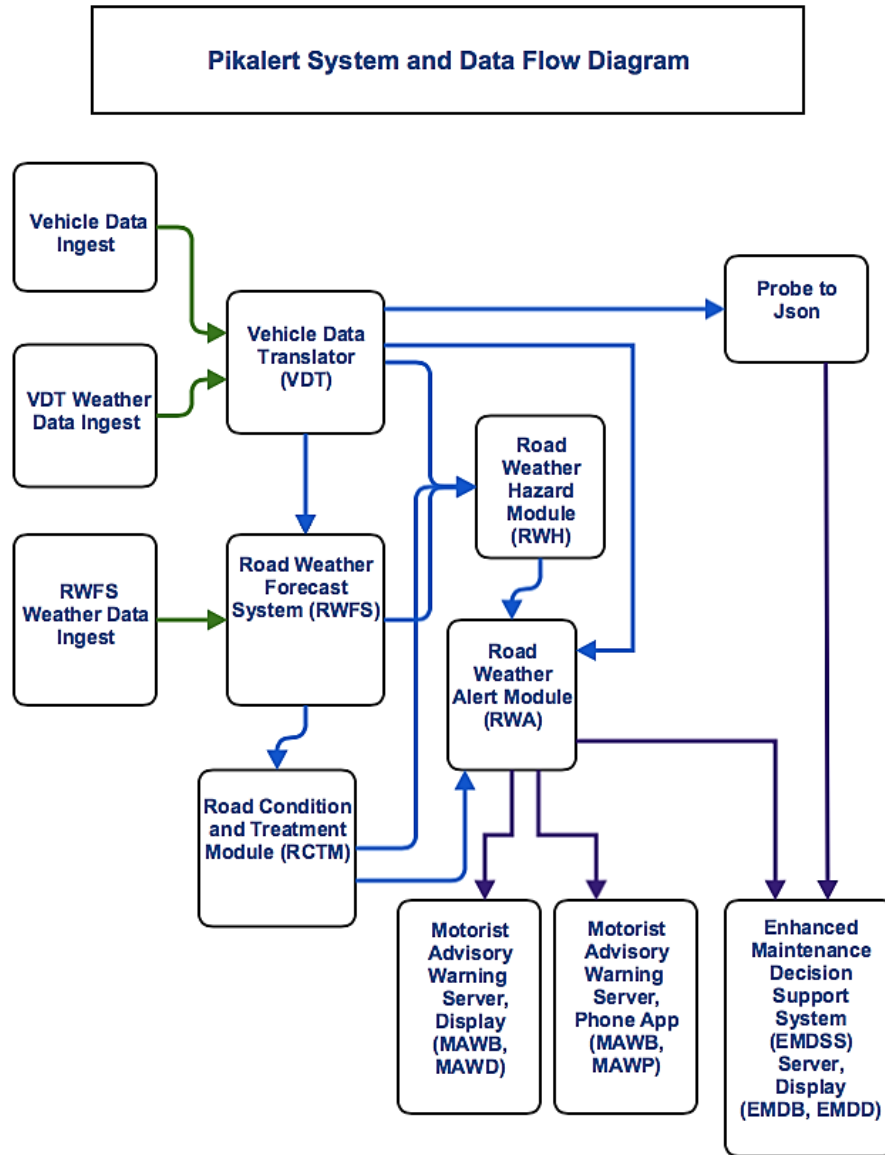 Pikalert System and Data Flow Diagram
Vehicle Data
Ingest
VDT Weather
Data Ingest
RWFS
Weather Data
Ingest
Vehicle Data
Translator
(VDT)
Road Weather
Forecast
System (RWFS)
Road Condition
and Treatment
Module (RCTM)
Probe to
Json
Road
Weather
Hazard
Module
(RWH)
Road
Weather
Alert Module
(RWA)
Motorist
Advisory
Warning
Server,
Display
(MAWB,
MAWD)
Motorist
Advisory
Warning
Server,
Phone App
(MAWB,
MAWP)
Enhanced
Maintenance
Decision
Support
System
(EMDSS)
Server,
Display
(EMDB, EMDD)